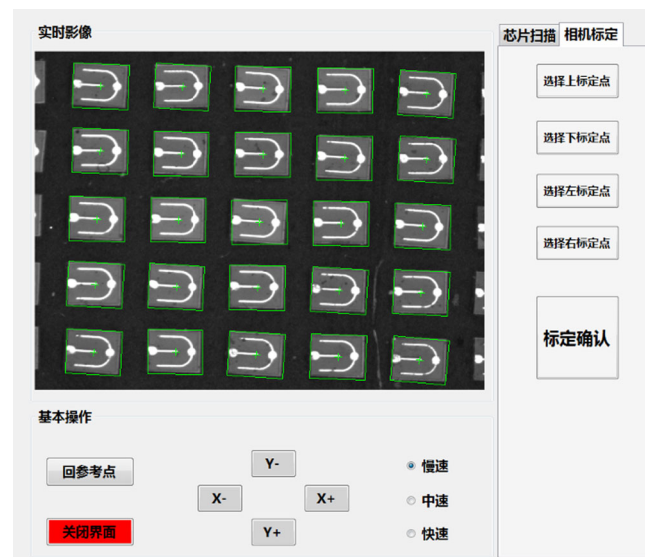 实时影像
芯片扫描 相机标定
选择上标定点
选择下标定点
选择左标定点
选择右标定点
标定确认
基本操作
回参考点
关闭界面
Y-
X- X+
Y+
慢速
中速
快速